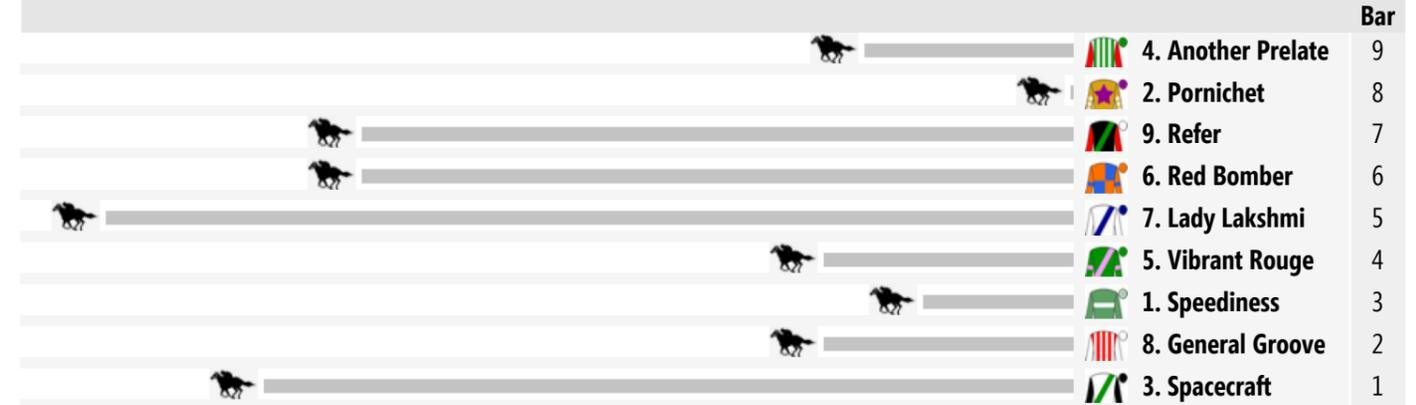 Bar
4. Another Prelate 9
2. Pornichet 8
9. Refer 7
6. Red Bomber 6
7. Lady Lakshmi 5
5. Vibrant Rouge 4
1. Speediness 3
8. General Groove 2
3. Spacecraft 1